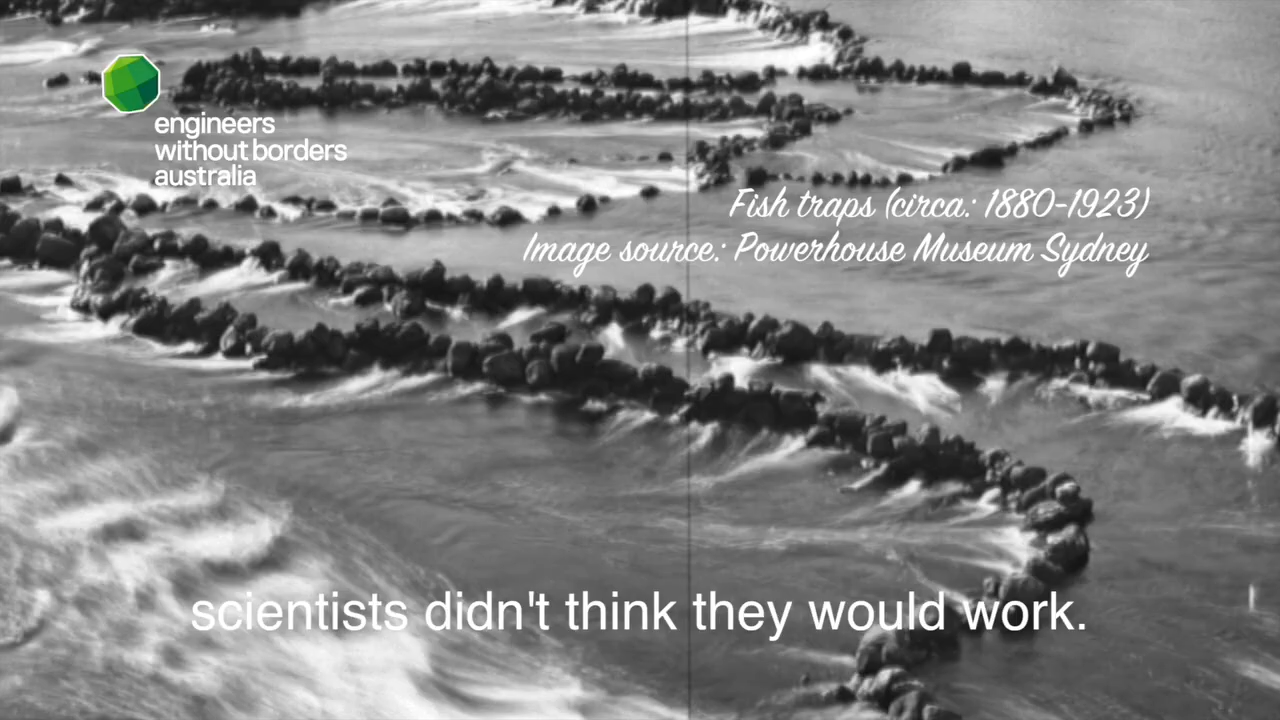 engineers
without borders
australia
Fish traps (circa: 1880-1923)
Image source: Powerhouse Museum Sydney
scientists didn't think they would work.